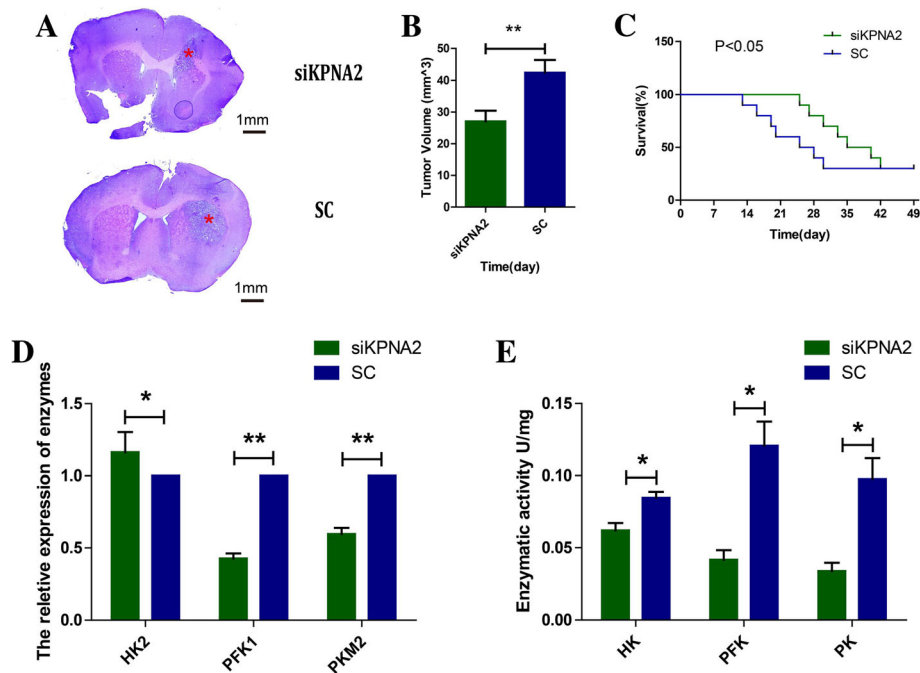 A
siKPNA2
1mm
SC
1mm
B
**
Tumor Volume (mm^3)
50
40
30
20
10
0
siKPNA2
SC
Time(day)
C
siKPNA2
SC
P<0.05
Survival(%)
150
100
50
0
0 7 14 21 28 35 42 49
Time(day)
D
siKPNA2
SC
The reletive expression of enzymes
1.5
1.0
0.5
0.0
* ** **
HK2 PFK1 PKM2
E
siKPNA2
SC
Enzymatic activity U/mg
0.15
0.10
0.05
0.00
* * *
HK PFK PK